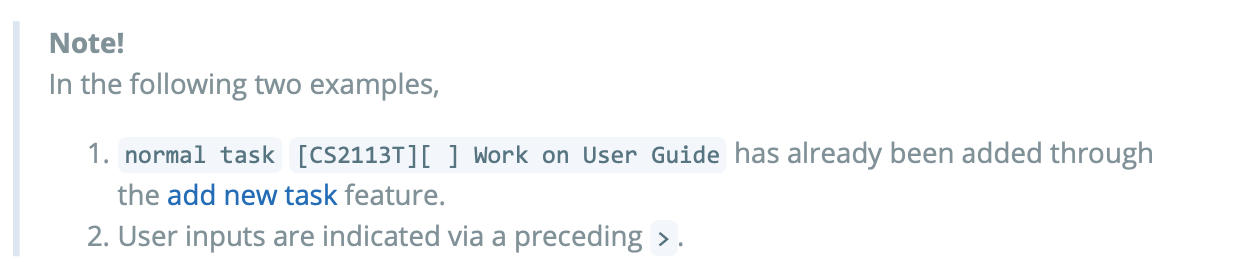 Note!
In the following two examples,
1. normal task [CS2113T][ ] Work on User Guide has already been added through
the add new task feature.
2. User inputs are indicated via a preceding >.